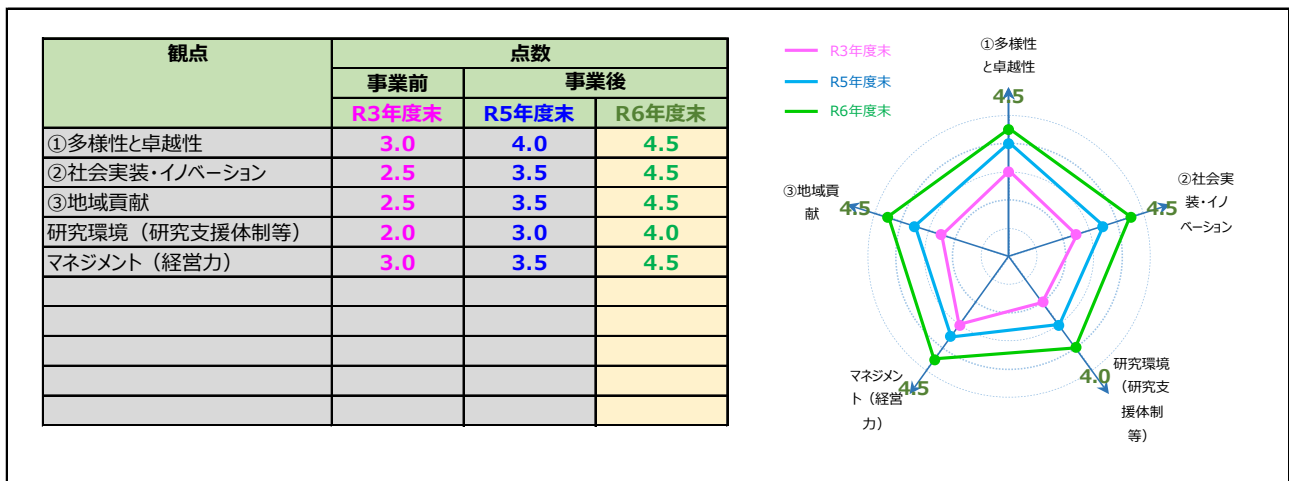 観点 点数
事業前 事業後
R3年度末 R5年度末 R6年度末
①多様性と卓越性 3.0 4.0 4.5
②社会実装・イノベーション 2.5 3.5 4.5
③地域貢献 2.5 3.5 4.5
研究環境（研究支援体制等） 2.0 3.0 4.0
マネジメント（経営力） 3.0 3.5 4.5
R3年度末
R5年度末
R6年度末
①多様性
と卓越性
4.5
②社会実
装・イノ
ベーション
4.5
研究環境
（研究支
援体制
等）
4.0
マネジメン
ト（経営
力）
4.5
③地域貢
献
4.5